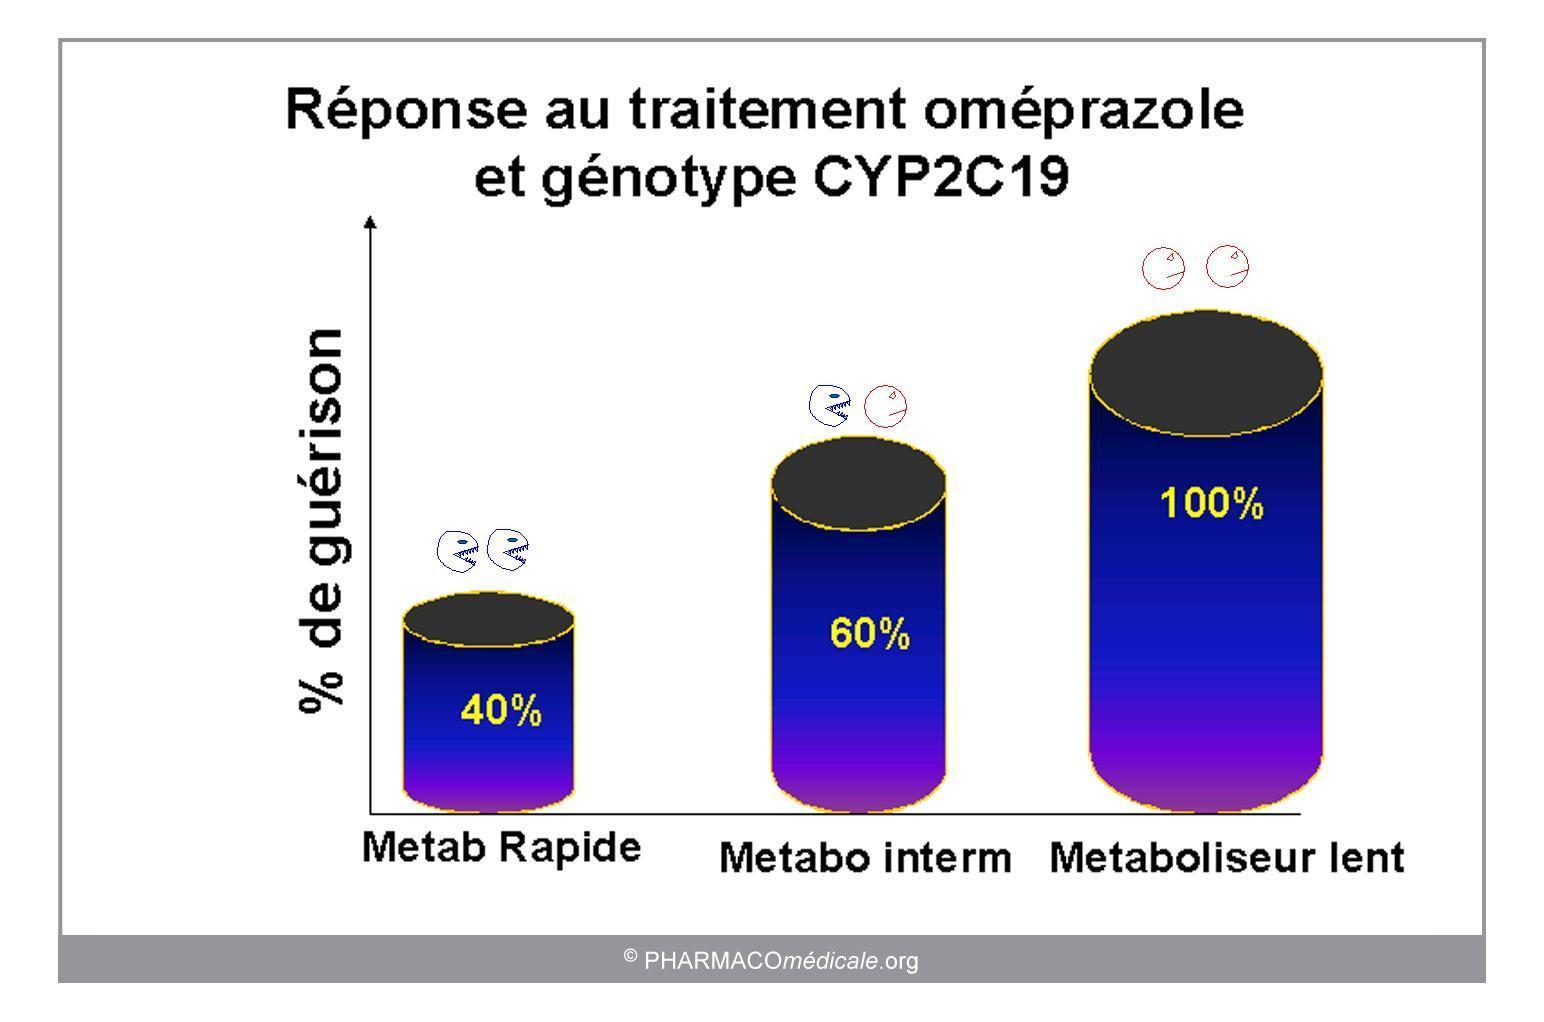 Réponse au traitement oméprazole
et génotype CYP2C19
% de guérison
40%
60%
100%
Metab Rapide
Metabo interm
Metaboliseur lent
© PHARMACOmédicale.org